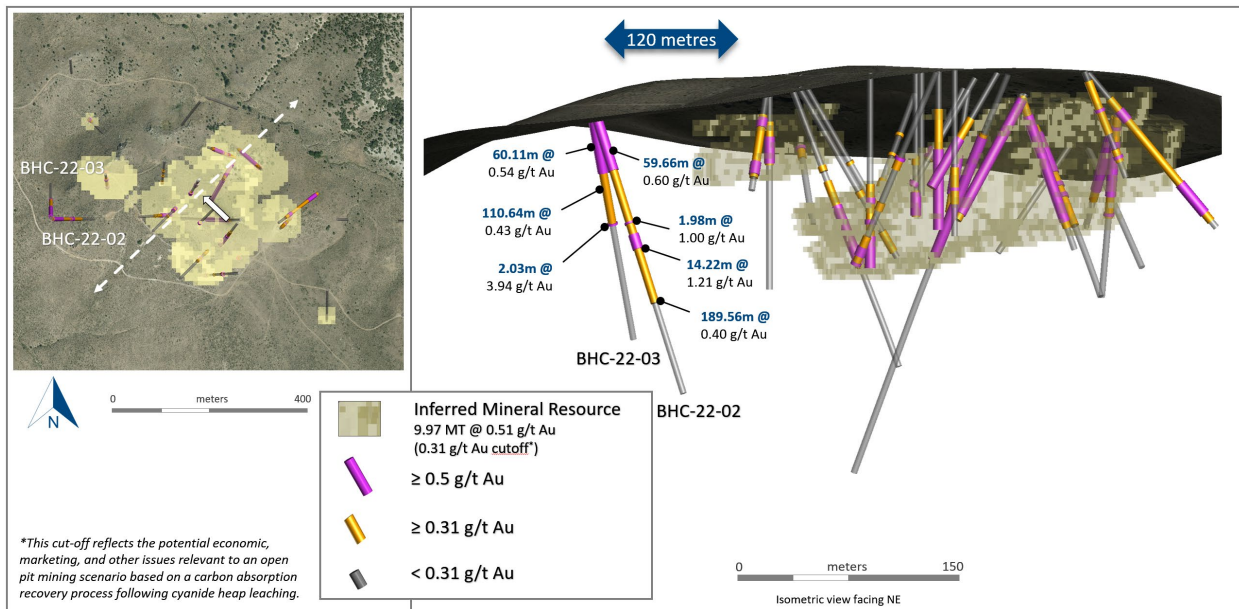 BHC-22-03
BHC-22-02
N
meters
0
400
*This cut-off reflects the potential economic,
marketing, and other issues relevant to an open
pit mining scenario based on a carbon absorption
recovery process following cyanide heap leaching.
120 metres
60.11m @
0.54 g/t Au
59.66m @
0.60 g/t Au
110.64m @
0.43 g/t Au
1.98m @
1.00 g/t Au
2.03m @
3.94 g/t Au
14.22m @
1.21 g/t Au
189.56m @
0.40 g/t Au
BHC-22-03
BHC-22-02
Inferred Mineral Resource
9.97 MT @ 0.51 g/t Au
(0.31 g/t Au cutoff*)
≥ 0.5 g/t Au
≥ 0.31 g/t Au
< 0.31 g/t Au
0
meters
150
Isometric view facing NE